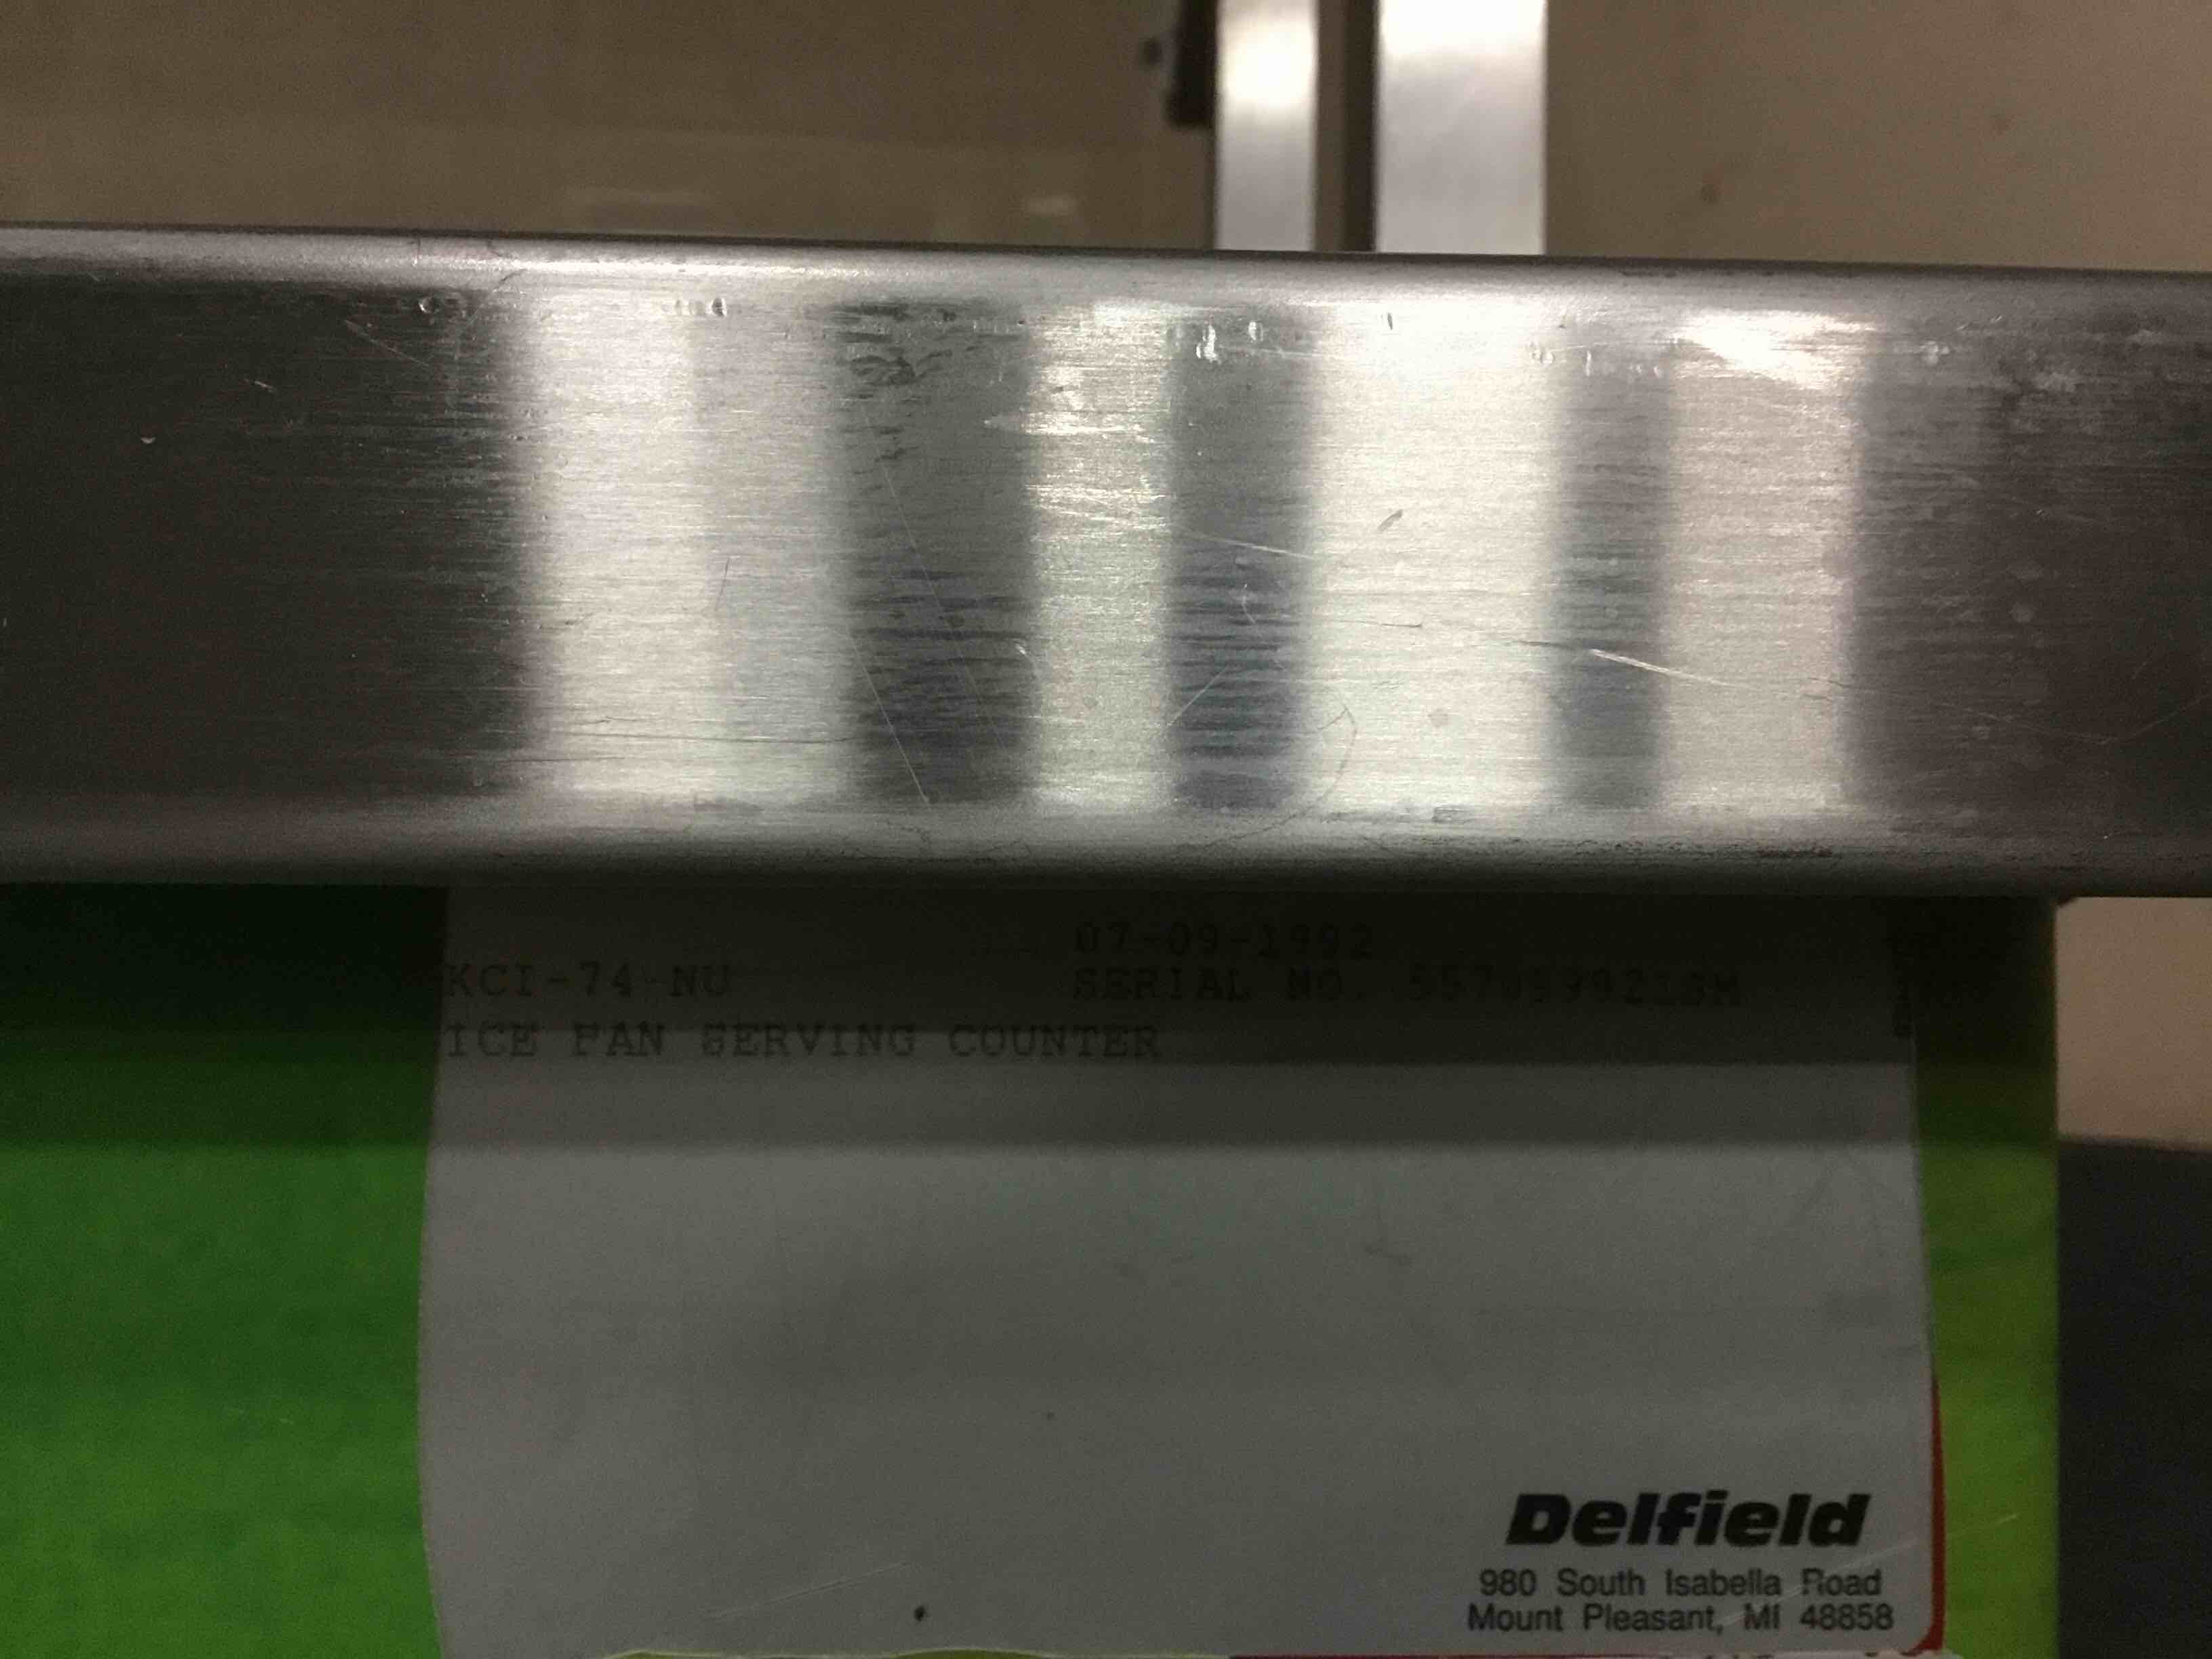 07-09-1992
KCI-74-NU SERIAL NO.
ICE PAN SERVING COUNTER
Delfield
980 South Isabella Road
Mount Pleasant, MI 48858